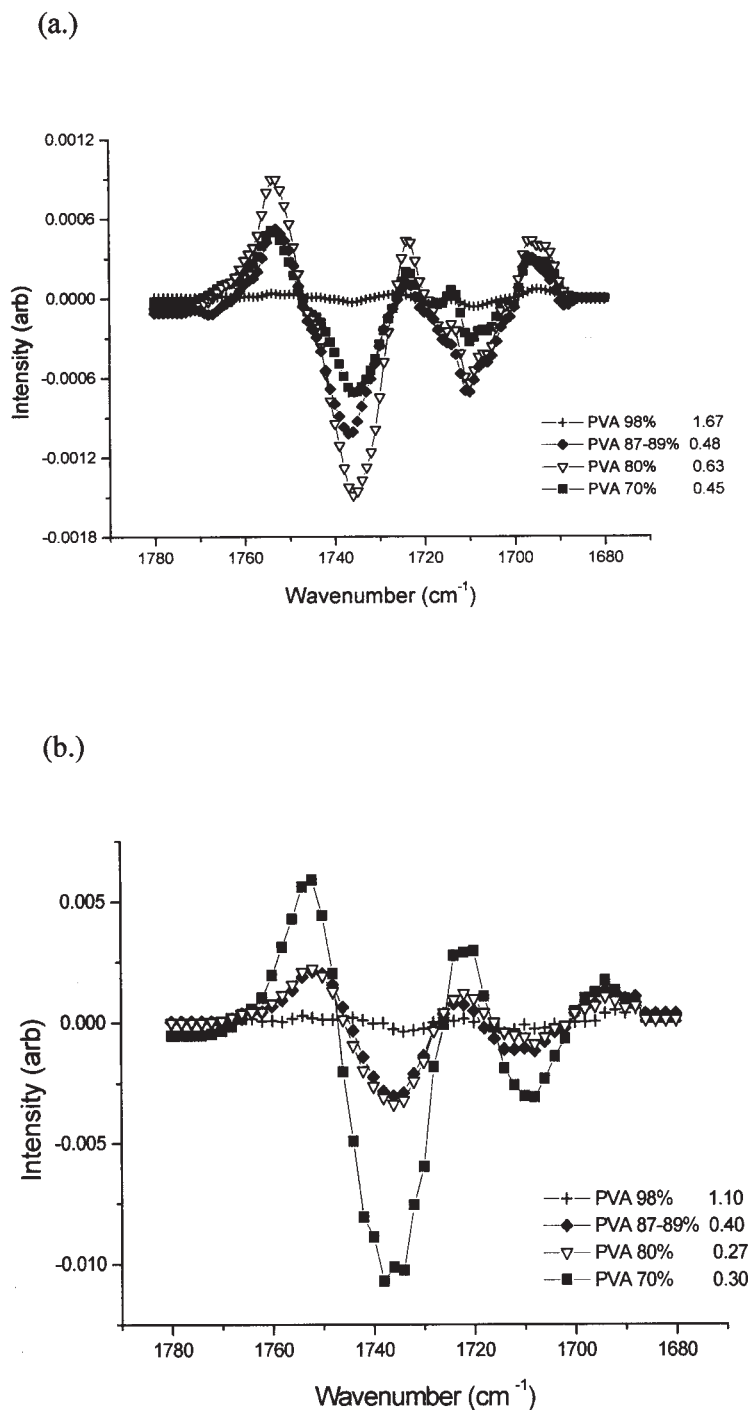 (a.)
0.0012
0.0006
0.0000
-0.0006
-0.0012
-0.0018
Intensity (arb)
PVA 98% 1.67
PVA 87-89% 0.48
PVA 80% 0.63
PVA 70% 0.45
1780 1760 1740 1720 1700 1680
Wavenumber (cm⁻¹)
(b.)
0.005
0.000
-0.005
-0.010
Intensity (arb)
PVA 98% 1.10
PVA 87-89% 0.40
PVA 80% 0.27
PVA 70% 0.30
1780 1760 1740 1720 1700 1680
Wavenumber (cm⁻¹)